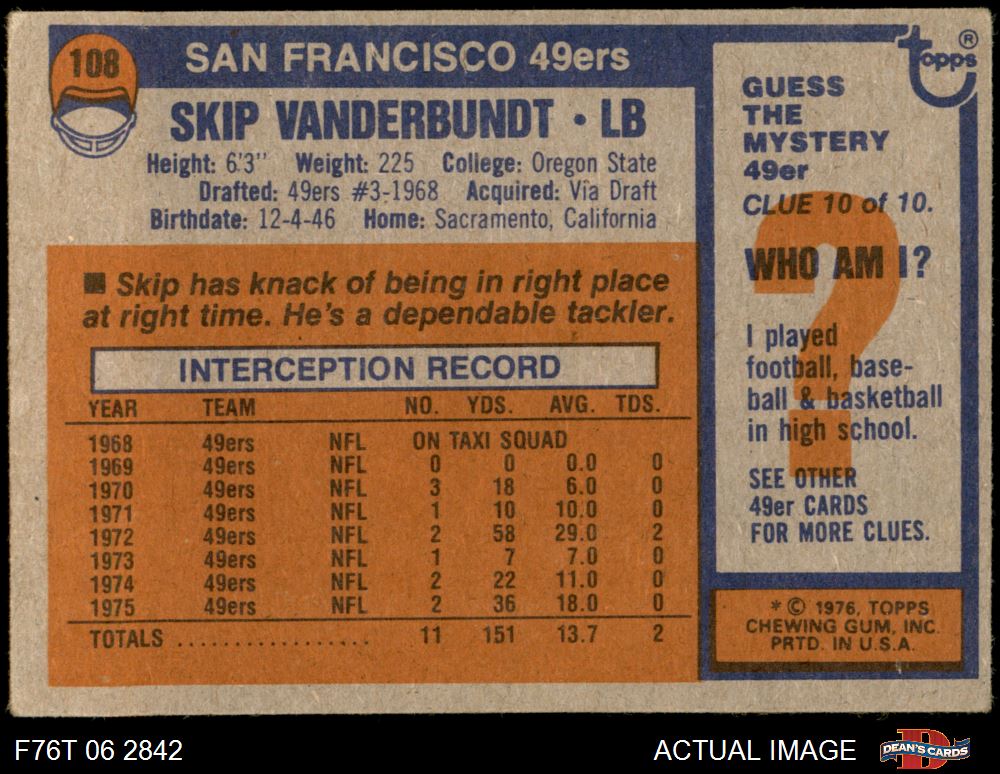 108
SAN FRANCISCO 49ers
SKIP VANDERBUNDT • LB
Height: 6'3" Weight: 225 College: Oregon State
Drafted: 49ers #3-1968 Acquired: Via Draft
Birthdate: 12-4-46 Home: Sacramento, California
■ Skip has knack of being in right place
at right time. He's a dependable tackler.
INTERCEPTION RECORD
YEAR TEAM NO. YDS. AVG. TDS.
1968 49ers NFL ON TAXI SQUAD
1969 49ers NFL 0 0 0.0 0
1970 49ers NFL 3 18 6.0 0
1971 49ers NFL 1 10 10.0 0
1972 49ers NFL 2 58 29.0 2
1973 49ers NFL 1 7 7.0 0
1974 49ers NFL 2 22 11.0 0
1975 49ers NFL 2 36 18.0 0
TOTALS .................. 11 151 13.7 2
topps ®
GUESS
THE
MYSTERY
49er
CLUE 10 of 10.
?
WHO AM I?
I played
football, base-
ball & basketball
in high school.
SEE OTHER
49er CARDS
FOR MORE CLUES.
* © 1976, TOPPS
CHEWING GUM, INC.
PRTD. IN U.S.A.
F76T 06 2842
ACTUAL IMAGE
D
DEAN'S CARDS